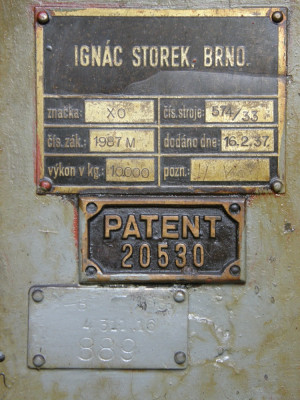 IGNÁC STOREK, BRNO.
značka: XO čís. stroje: 574/33
čís. zák.: 1987 M dodáno dne: 16.2.37.
výkon v kg.: 10.000 pozn.:
PATENT
20530
889